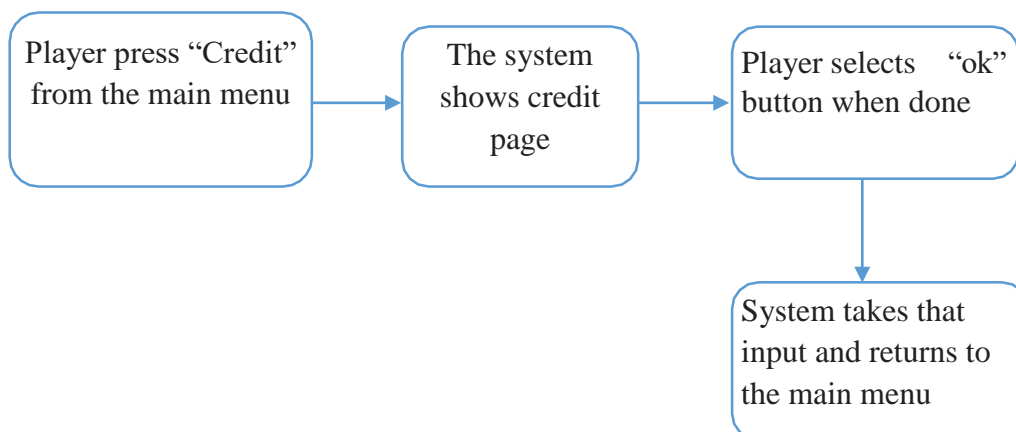 Player press “Credit”
from the main menu
The system
shows credit
page
Player selects “ok”
button when done
System takes that
input and returns to
the main menu